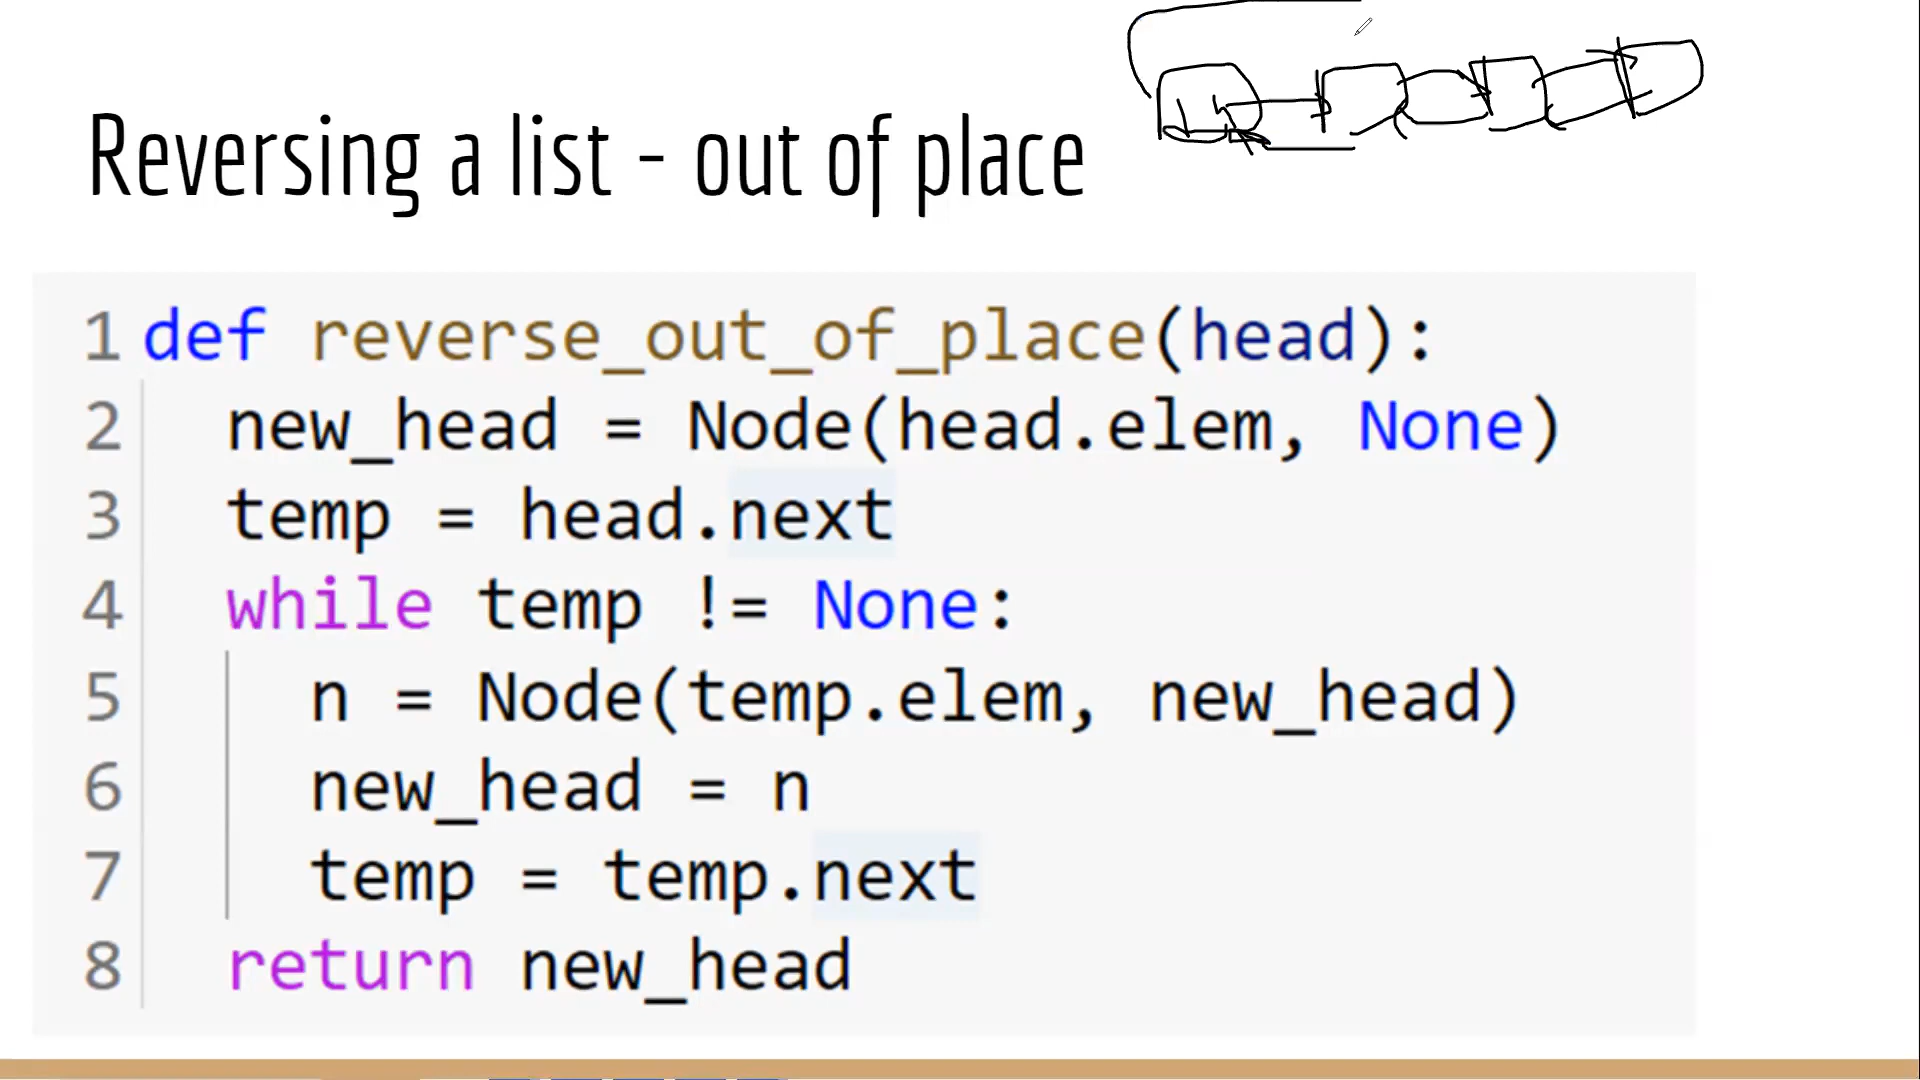 Reversing a list - out of place
1 def reverse_out_of_place(head):
2 new_head = Node(head.elem, None)
3 temp = head.next
4 while temp != None:
5 n = Node(temp.elem, new_head)
6 new_head = n
7 temp = temp.next
8 return new_head